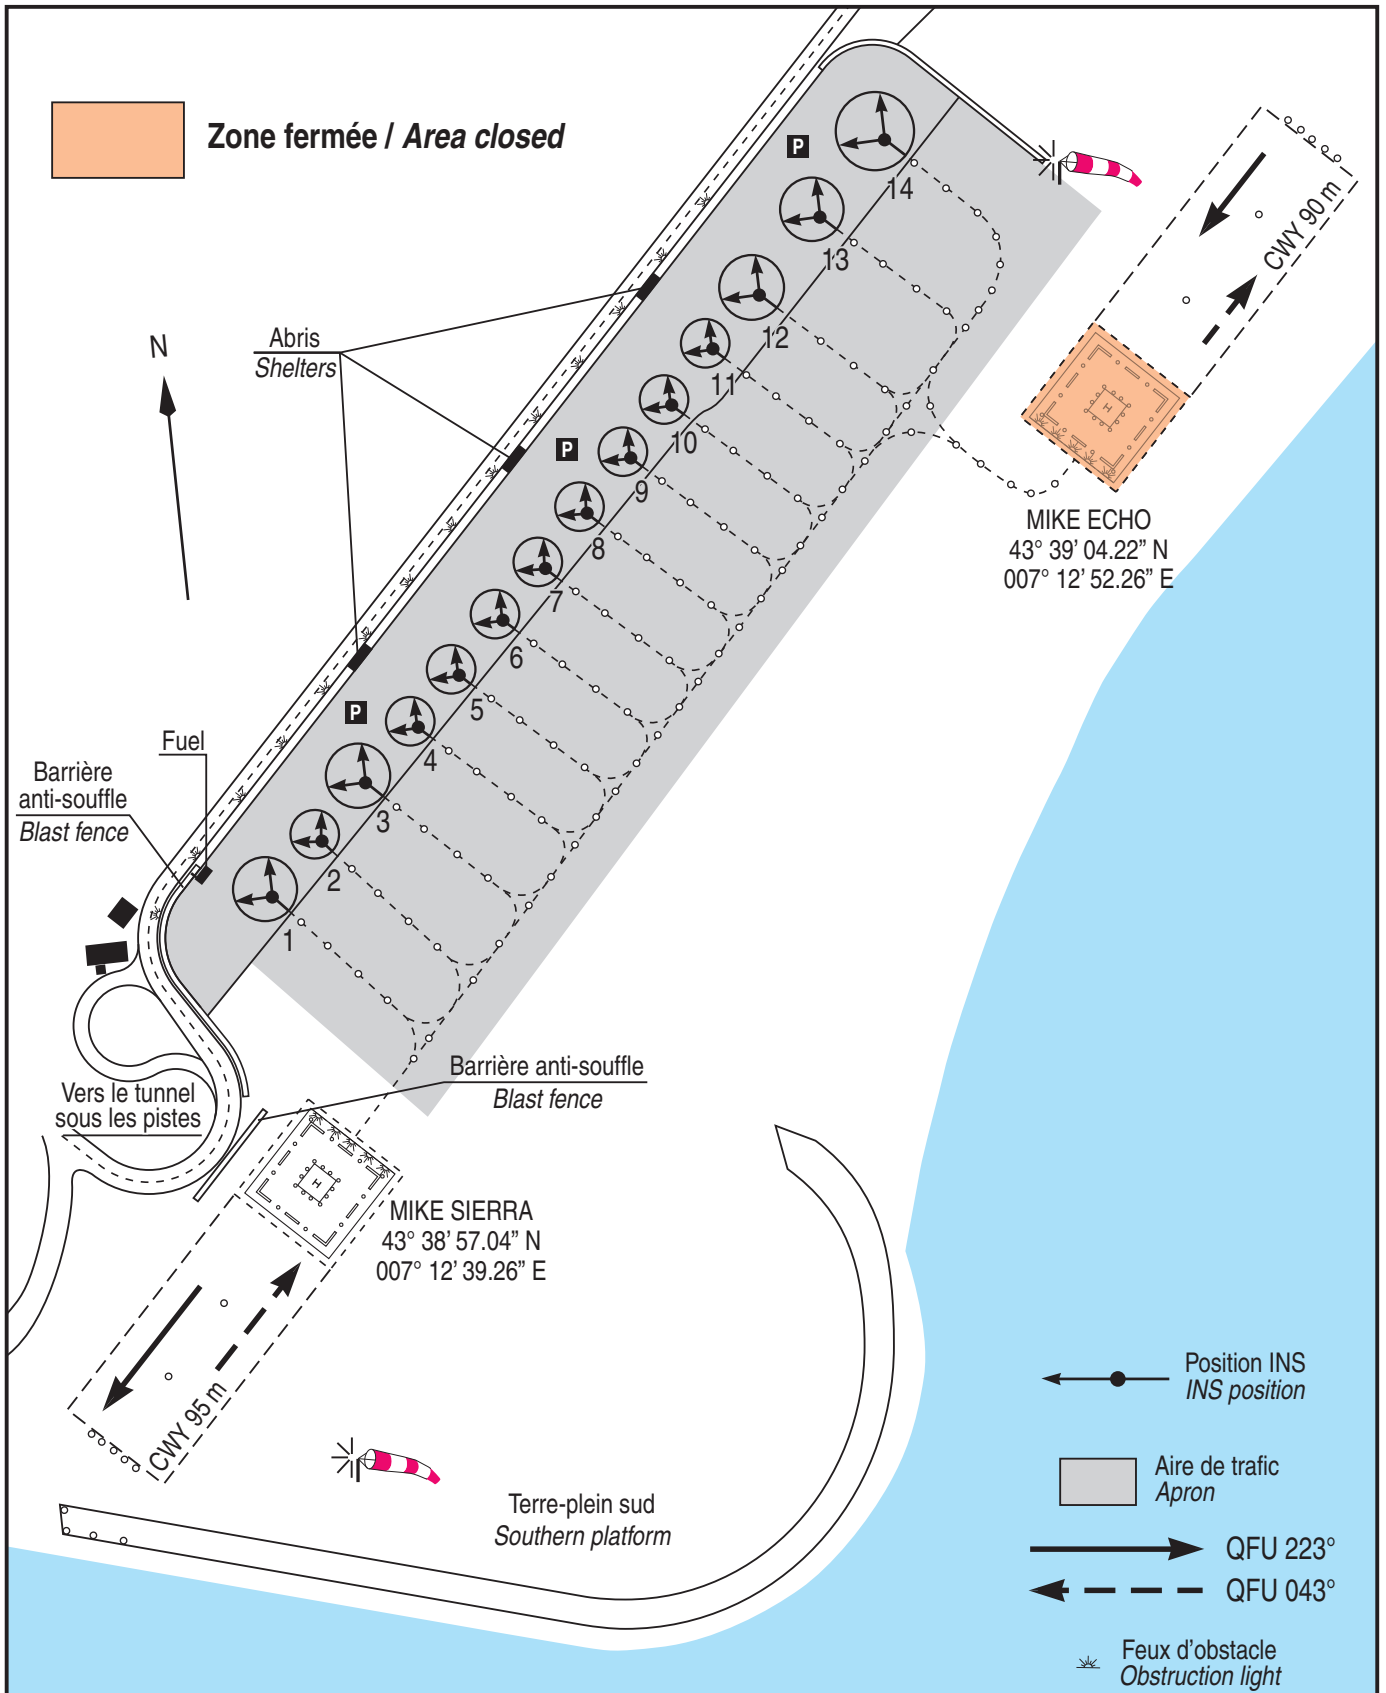 Zone fermée / Area closed
P
14
13
12
11
10
9
8
7
6
5
4
3
2
1
P
P
CWY 90 m
N
Abris
Shelters
H
MIKE ECHO
43° 39’ 04.22” N
007° 12’ 52.26” E
Fuel
Barrière
anti-souffle
Blast fence
Barrière anti-souffle
Blast fence
Vers le tunnel
sous les pistes
H
MIKE SIERRA
43° 38’ 57.04” N
007° 12’ 39.26” E
CWY 95 m
Terre-plein sud
Southern platform
Position INS
INS position
Aire de trafic
Apron
QFU 223°
QFU 043°
Feux d’obstacle
Obstruction light